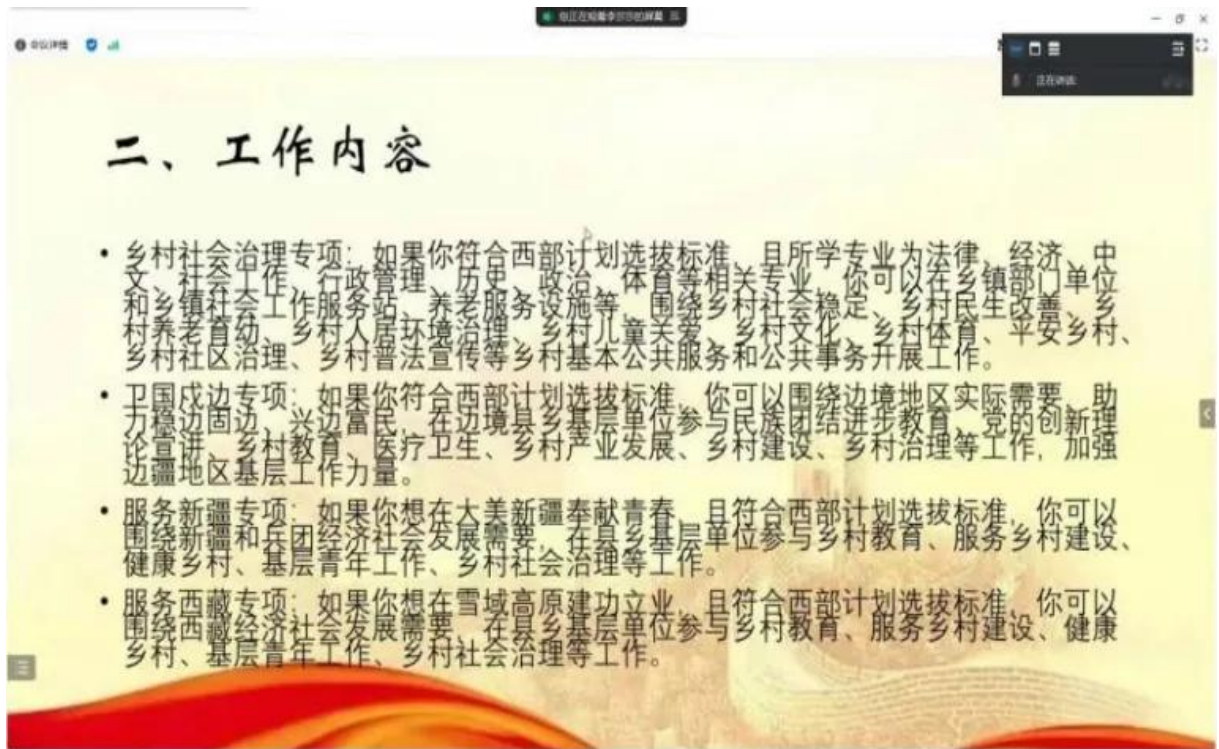 您正在观看李莎莎的屏幕
会议详情
正在讲话:
二、工作内容
• 乡村社会治理专项：如果你符合西部计划选拔标准，且所学专业为法律、经济、中
文、社会工作、行政管理、历史、政治、体育等相关专业，你可以在乡镇部门单位
和乡镇社会工作服务站、养老服务设施等，围绕乡村社会稳定、乡村民生改善、乡
村养老育幼、乡村人居环境治理、乡村儿童关爱、乡村文化、乡村体育、平安乡村、
乡村社区治理、乡村普法宣传等乡村基本公共服务和公共事务开展工作。
• 卫国戍边专项：如果你符合西部计划选拔标准，你可以围绕边境地区实际需要，助
力稳边固边、兴边富民，在边境县乡基层单位参与民族团结进步教育、党的创新理
论宣讲、乡村教育、医疗卫生、乡村产业发展、乡村建设、乡村治理等工作，加强
边疆地区基层工作力量。
• 服务新疆专项：如果你想在大美新疆奉献青春，且符合西部计划选拔标准，你可以
围绕新疆和兵团经济社会发展需要，在县乡基层单位参与乡村教育、服务乡村建设、
健康乡村、基层青年工作、乡村社会治理等工作。
• 服务西藏专项：如果你想在雪域高原建功立业，且符合西部计划选拔标准，你可以
围绕西藏经济社会发展需要，在县乡基层单位参与乡村教育、服务乡村建设、健康
乡村、基层青年工作、乡村社会治理等工作。